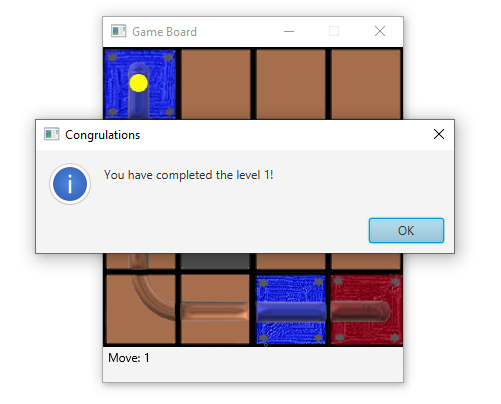 Game Board
Congrulations
You have completed the level 1!
OK
Move: 1